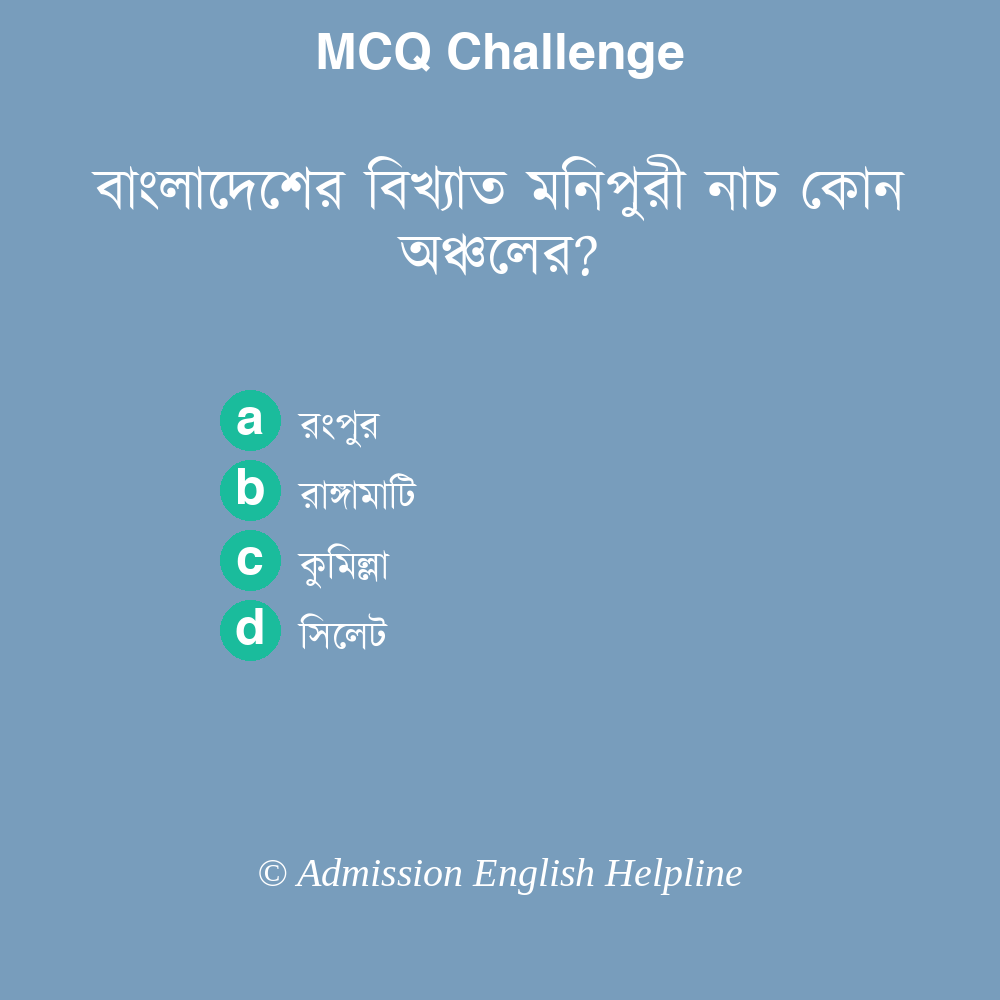 MCQ Challenge
বাংলাদেশের বিখ্যাত মনিপুরী নাচ কোন
অঞ্চলের?
a রংপুর
b রাঙ্গামাটি
c কুমিল্লা
d সিলেট
© Admission English Helpline